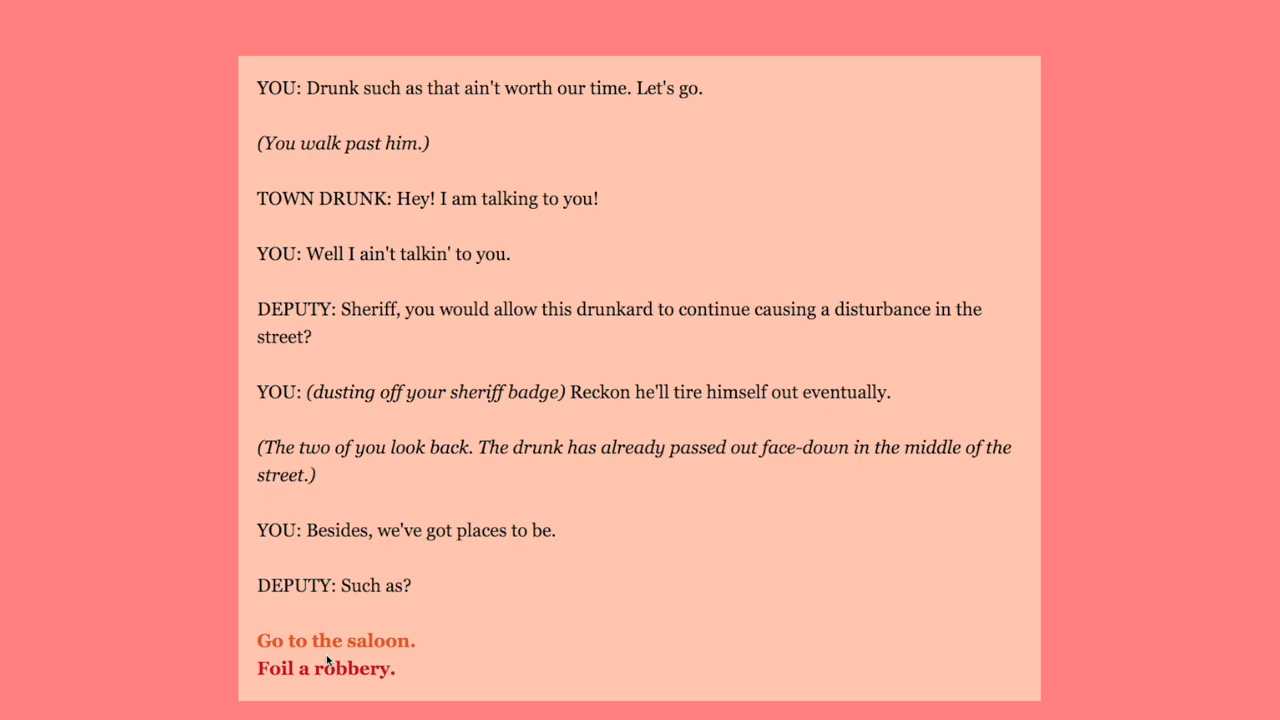 YOU: Drunk such as that ain't worth our time. Let's go.
(You walk past him.)
TOWN DRUNK: Hey! I am talking to you!
YOU: Well I ain't talkin' to you.
DEPUTY: Sheriff, you would allow this drunkard to continue causing a disturbance in the
street?
YOU: (dusting off your sheriff badge) Reckon he'll tire himself out eventually.
(The two of you look back. The drunk has already passed out face-down in the middle of the
street.)
YOU: Besides, we've got places to be.
DEPUTY: Such as?
Go to the saloon.
Foil a robbery.